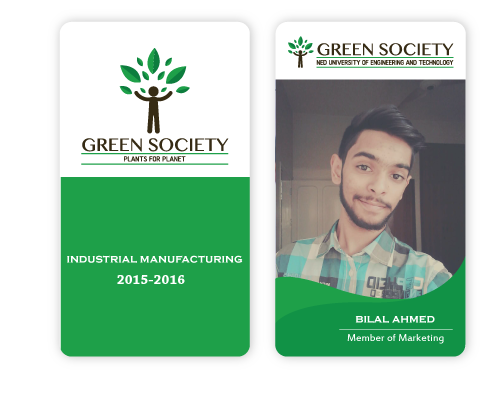 GREEN SOCIETY
PLANTS FOR PLANET
INDUSTRIAL MANUFACTURING
2015-2016
GREEN SOCIETY
NED UNIVERSITY OF ENGINEERING AND TECHNOLOGY
BILAL AHMED
Member of Marketing